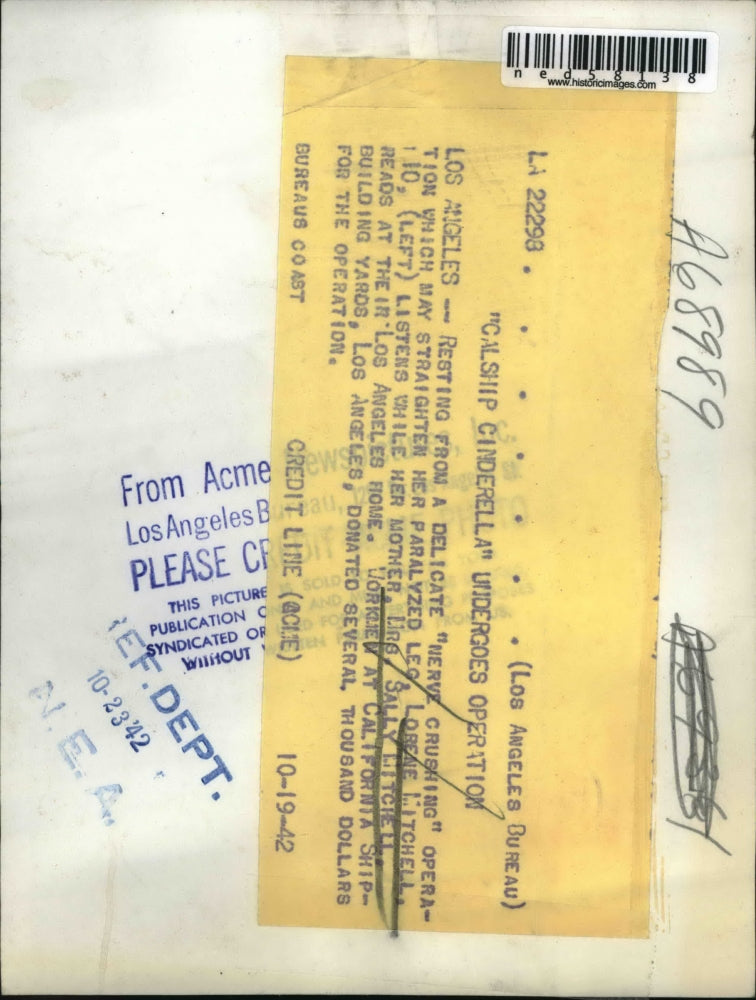 ned58138
www.historicimages.com
A68989
LA 22298 . . . . . . . (LOS ANGELES BUREAU)
"CALSHIP CINDERELLA" UNDERGOES OPERATION
LOS ANGELES -- RESTING FROM A DELICATE "NERVE CRUSHING" OPERA-
TION WHICH MAY STRAIGHTEN HER PARALYZED LEG, LORENE MITCHELL,
10, (LEFT) LISTENS WHILE HER MOTHER, MRS. SALLY MITCHELL,
READS AT THEIR LOS ANGELES HOME. WORKMEN AT CALIFORNIA SHIP-
BUILDING YARDS, LOS ANGELES, DONATED SEVERAL THOUSAND DOLLARS
FOR THE OPERATION.
BUREAUS COAST CREDIT LINE (ACME) 10-19-42
From Acme
Los Angeles B
PLEASE CR
THIS PICTURE
PUBLICATION
SYNDICATED OR
WITHOUT
EF. DEPT.
10-23 42
N. E. A.